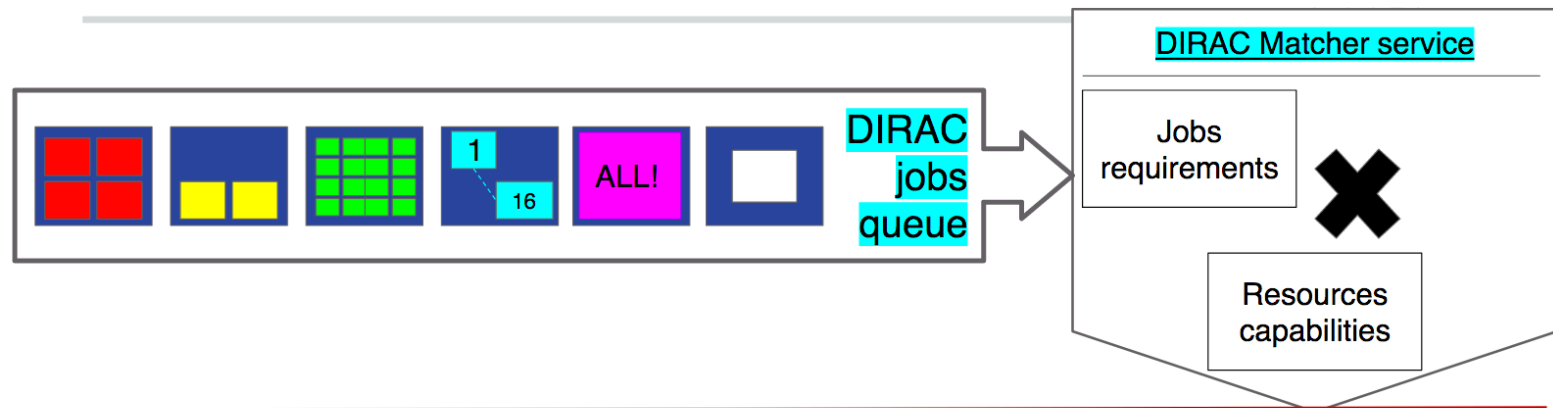 DIRAC Matcher service
1
16
ALL!
DIRAC
jobs
queue
Jobs
requirements
Resources
capabilities